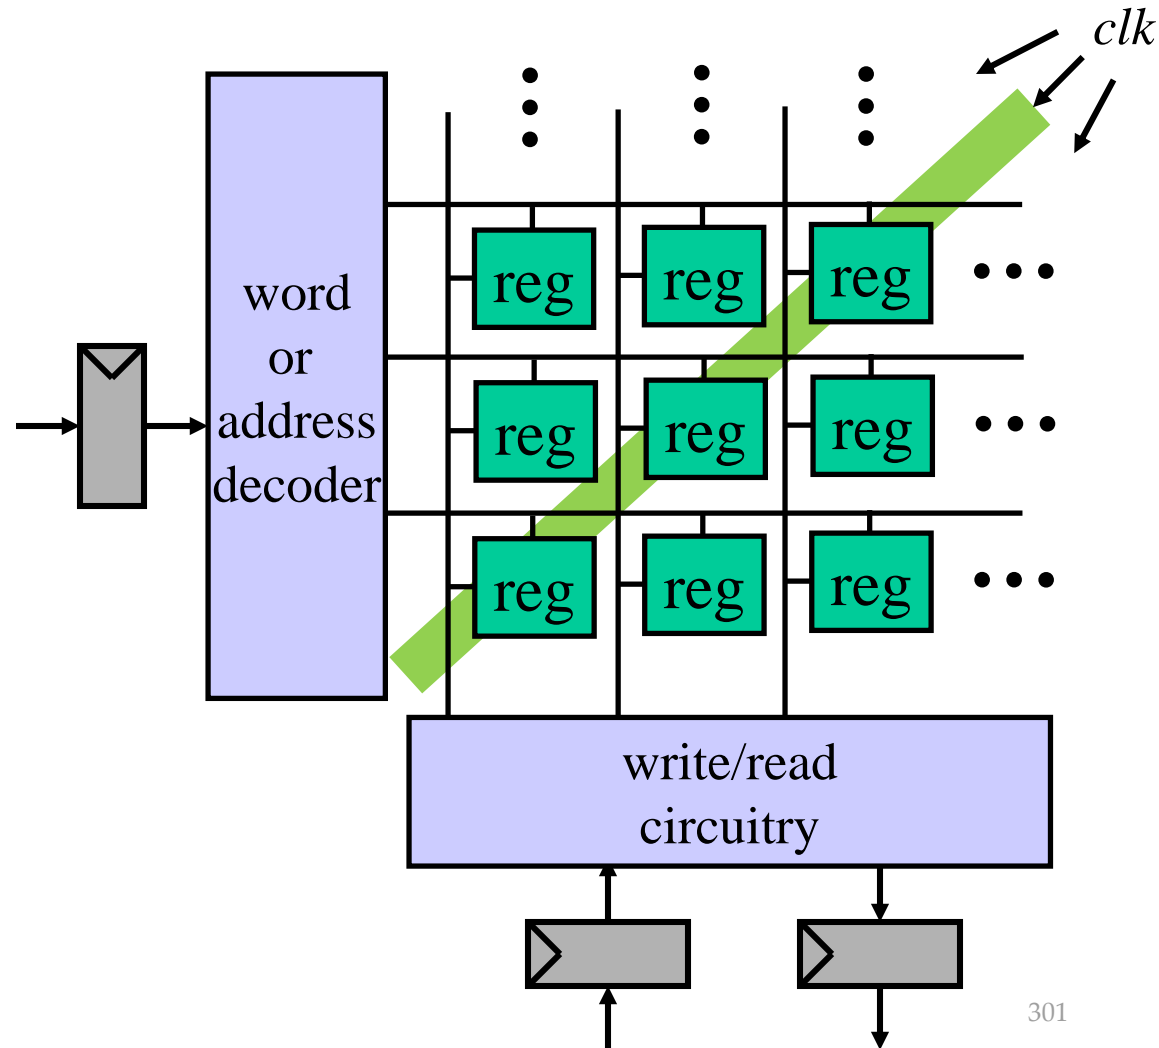 clk
word
or
address
decoder
reg reg reg
reg reg reg
reg reg reg
write/read
circuitry
301